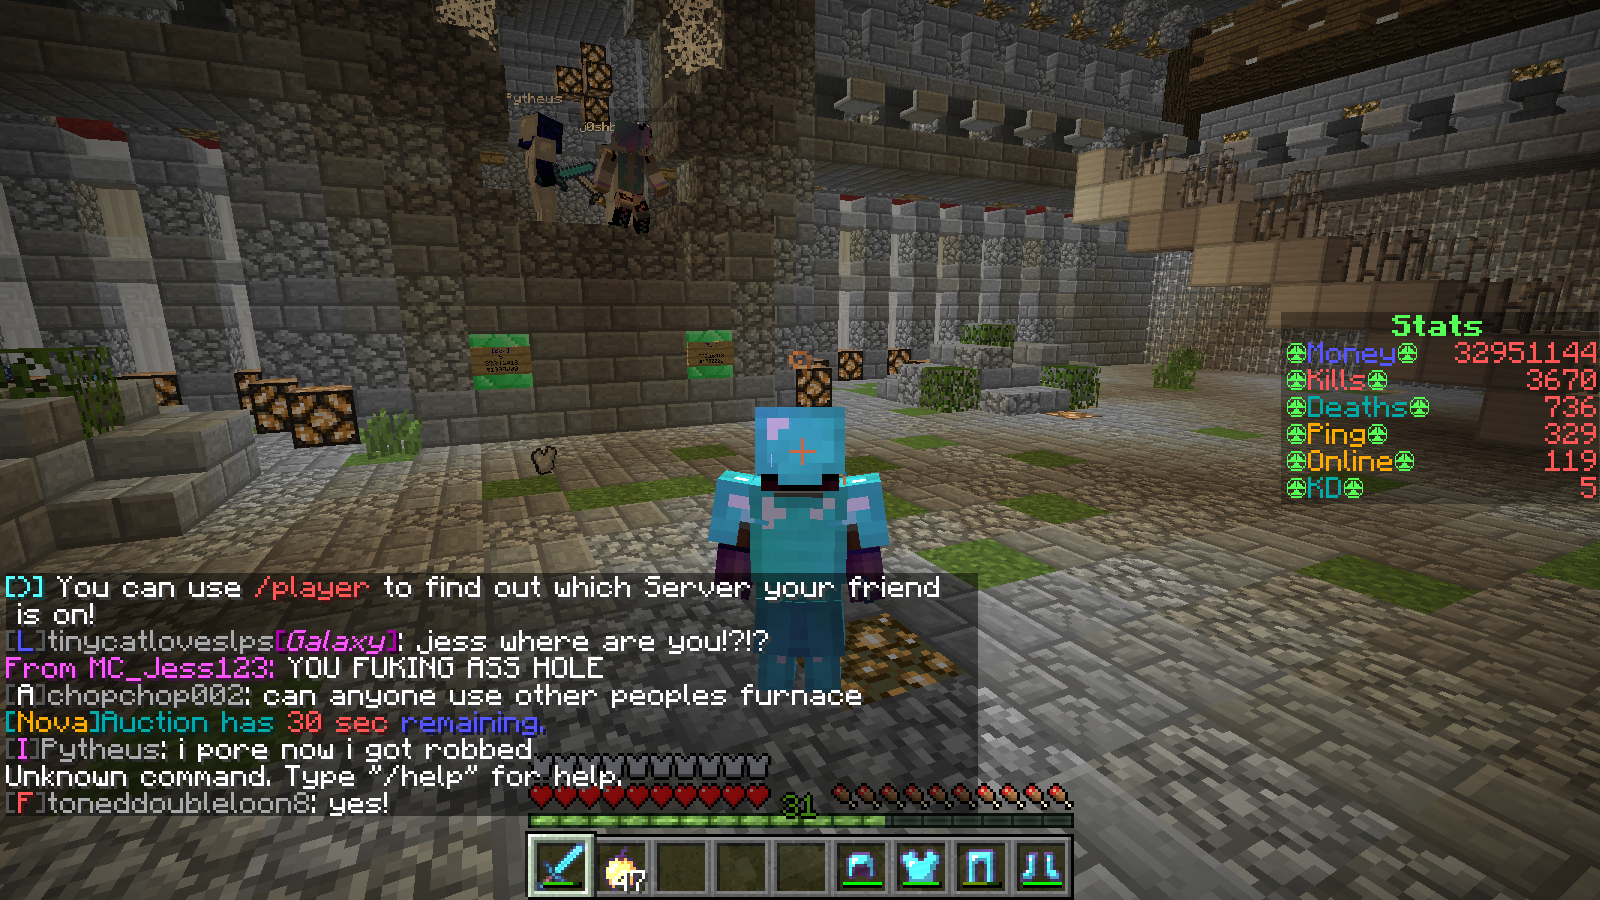 Pytheus
j0shb
Stats
Money 32951144
Kills 3670
Deaths 736
Ping 329
Online 119
KD 5
[D] You can use /player to find out which Server your friend
is on!
[L]tinycatloveslps[Galaxy]: jess where are you!?!?
From MC_Jess123: YOU FUKING ASS HOLE
[A]chopchop002: can anyone use other peoples furnace
[Nova]Auction has 30 sec remaining.
[I]Pytheus: i pore now i got robbed
Unknown command. Type "/help" for help.
[F]toneddoubleloon8: yes!
31
47